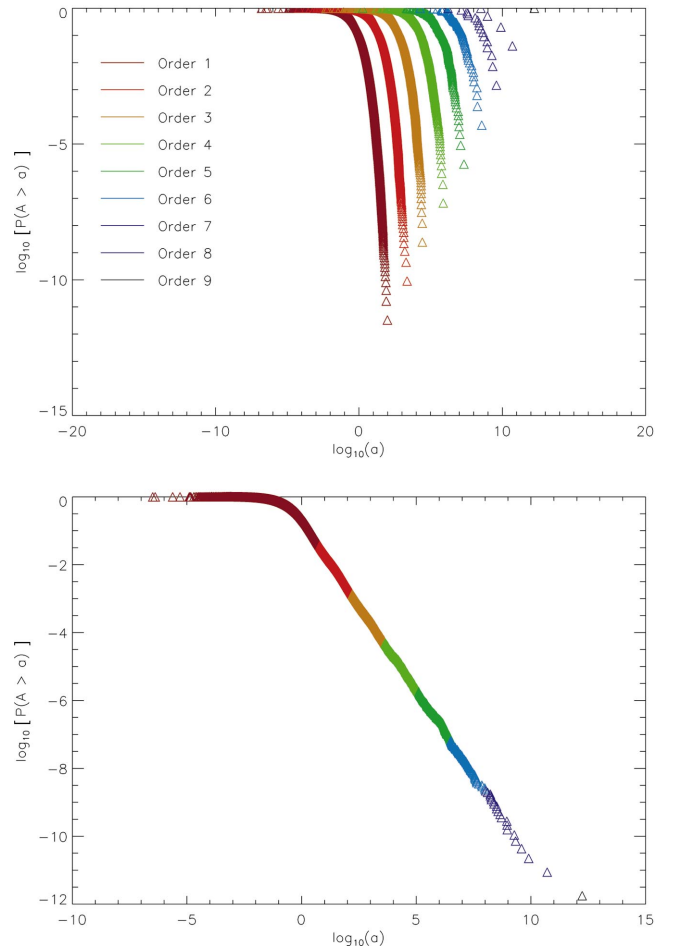 0
−5
−10
−15
log10 [ P(A > a) ]
Order 1
Order 2
Order 3
Order 4
Order 5
Order 6
Order 7
Order 8
Order 9
−20 −10 0 10 20
log10(a)
0
−2
−4
−6
−8
−10
−12
log10 [ P(A > a) ]
−10 −5 0 5 10 15
log10(a)